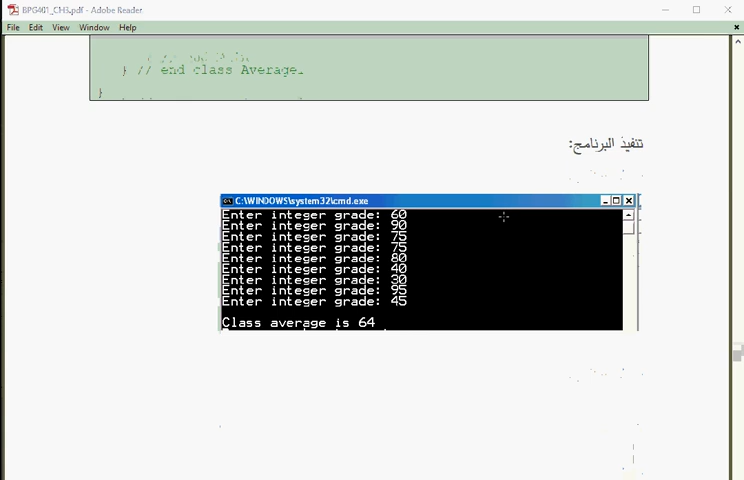 BPG401_CH3.pdf - Adobe Reader
File Edit View Window Help
} // end class Average.
}
تنفيذ البرنامج:
C:\WINDOWS\system32\cmd.exe
Enter integer grade: 60
Enter integer grade: 90
Enter integer grade: 75
Enter integer grade: 75
Enter integer grade: 80
Enter integer grade: 40
Enter integer grade: 30
Enter integer grade: 95
Enter integer grade: 45
Class average is 64